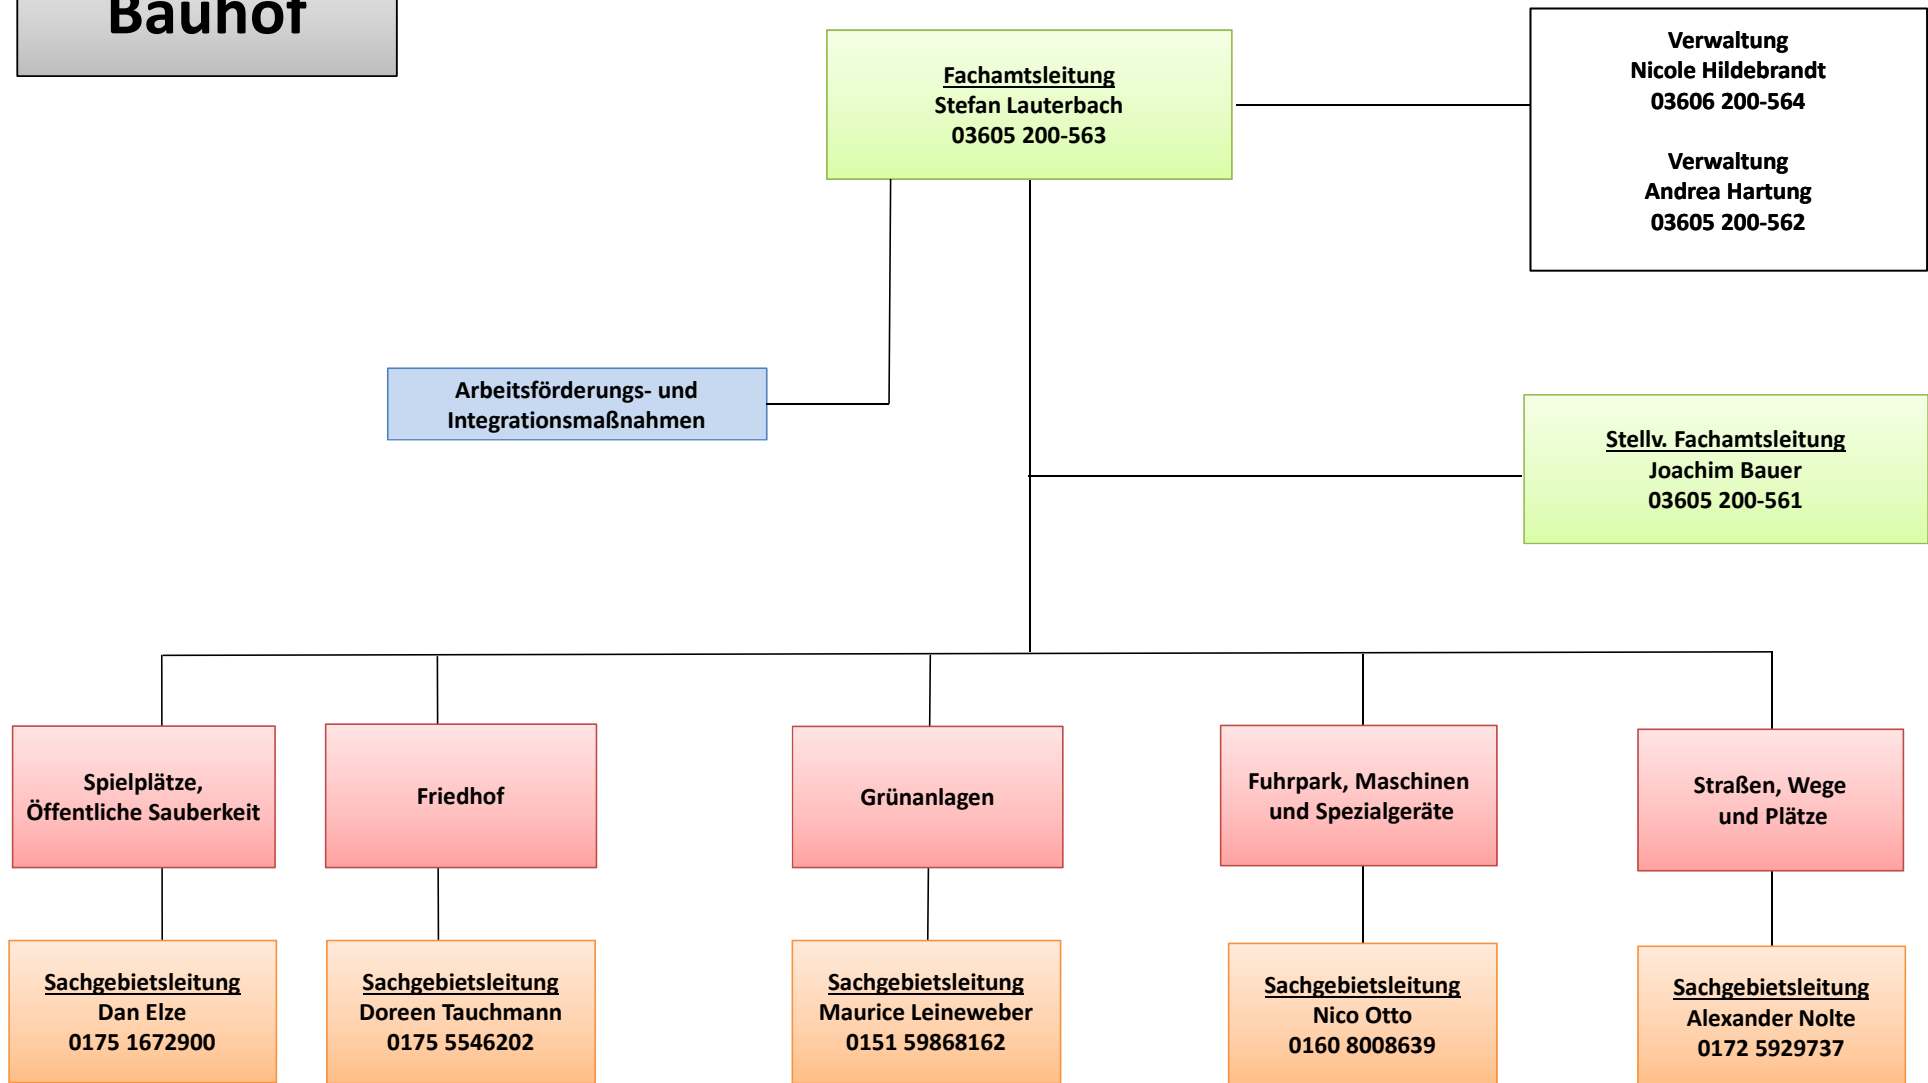 Bauhof
Fachamtsleitung
Stefan Lauterbach
03605 200-563
Verwaltung
Nicole Hildebrandt
03606 200-564
Verwaltung
Andrea Hartung
03605 200-562
Arbeitsförderungs- und
Integrationsmaßnahmen
Stellv. Fachamtsleitung
Joachim Bauer
03605 200-561
Spielplätze,
Öffentliche Sauberkeit
Friedhof
Grünanlagen
Fuhrpark, Maschinen
und Spezialgeräte
Straßen, Wege
und Plätze
Sachgebietsleitung
Dan Elze
0175 1672900
Sachgebietsleitung
Doreen Tauchmann
0175 5546202
Sachgebietsleitung
Maurice Leineweber
0151 59868162
Sachgebietsleitung
Nico Otto
0160 8008639
Sachgebietsleitung
Alexander Nolte
0172 5929737